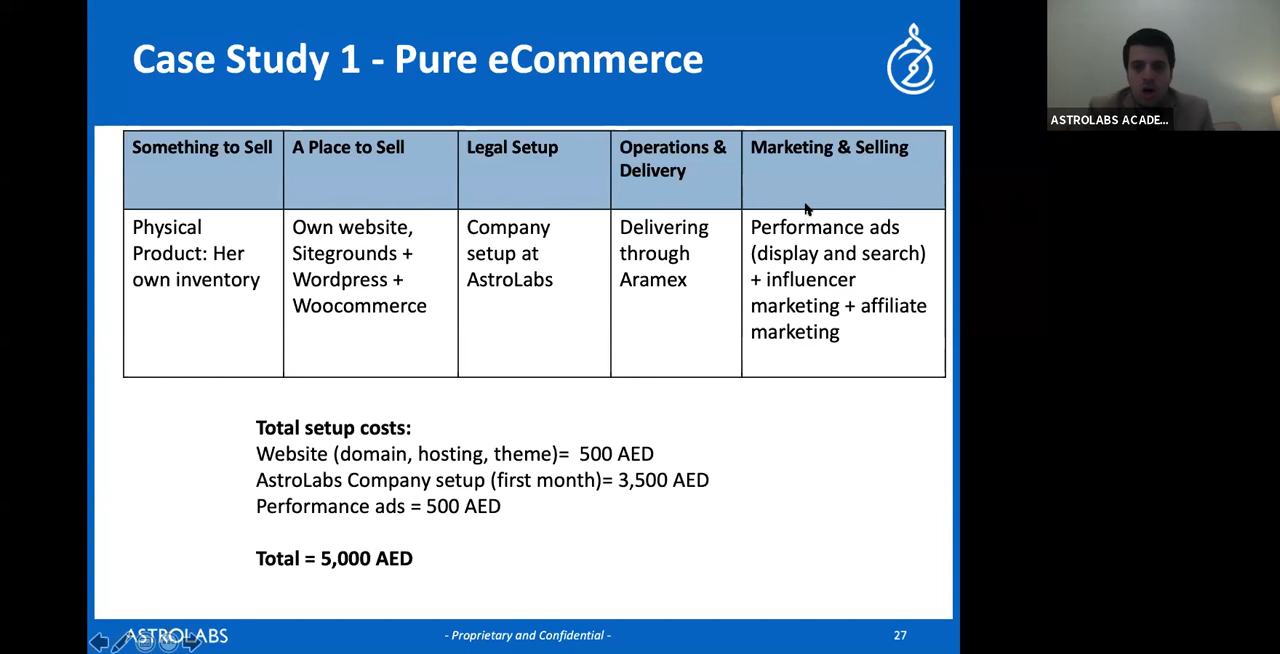 Case Study 1 - Pure eCommerce
ASTROLABS ACADE...
Something to Sell
A Place to Sell
Legal Setup
Operations &
Delivery
Marketing & Selling
Physical
Product: Her
own inventory
Own website,
Sitegrounds +
Wordpress +
Woocommerce
Company
setup at
AstroLabs
Delivering
through
Aramex
Performance ads
(display and search)
+ influencer
marketing + affiliate
marketing
Total setup costs:
Website (domain, hosting, theme)= 500 AED
AstroLabs Company setup (first month)= 3,500 AED
Performance ads = 500 AED
Total = 5,000 AED
ASTROLABS
- Proprietary and Confidential -
27